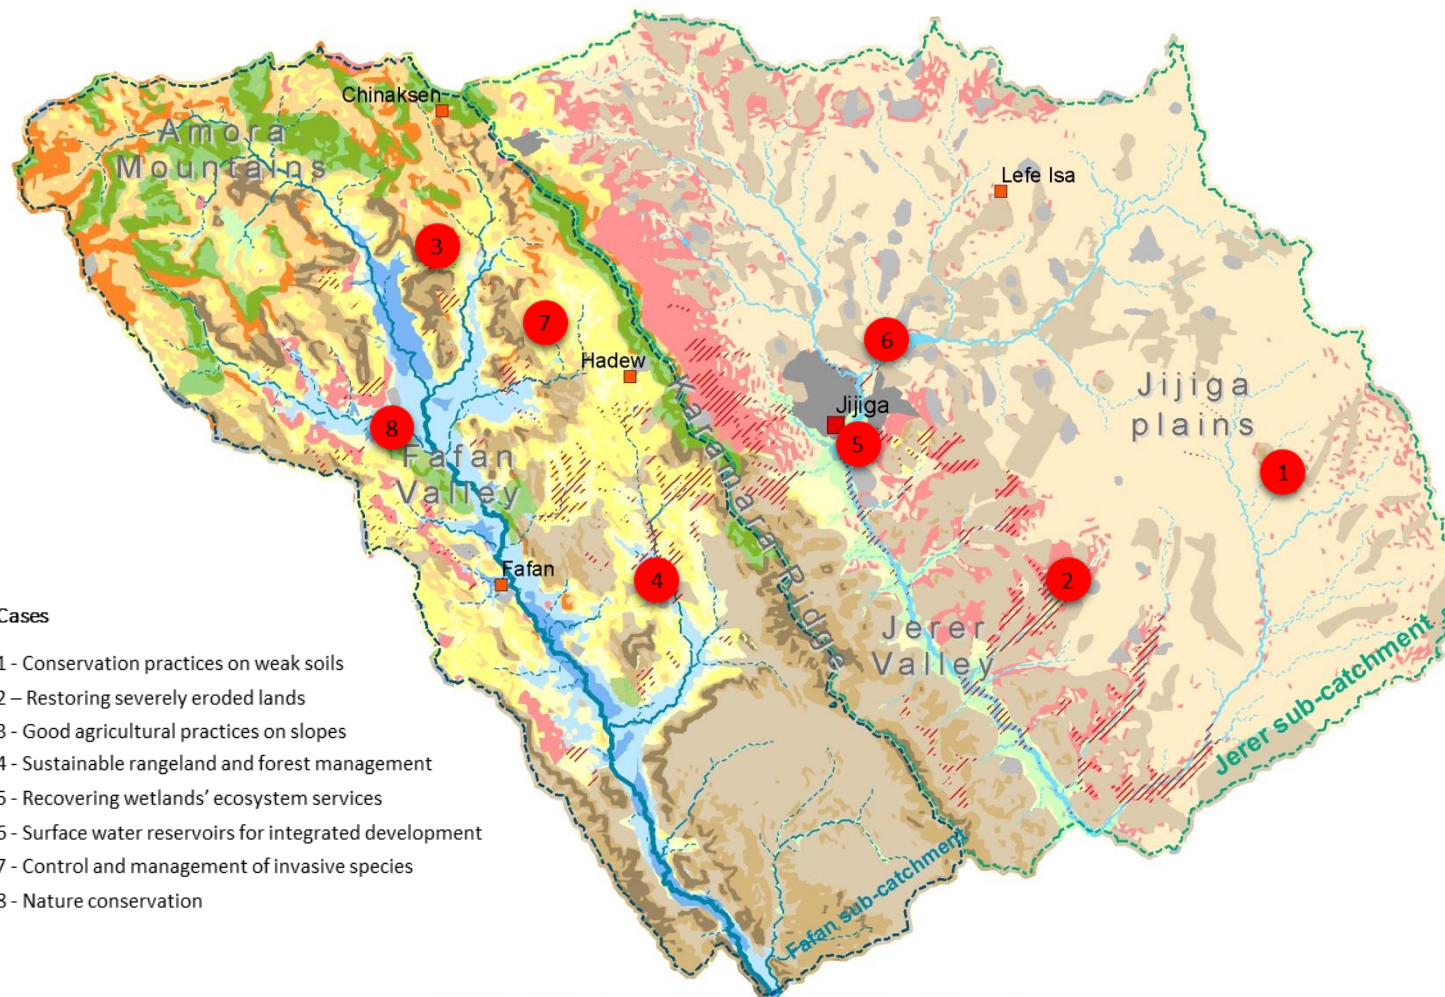 Chinaksen
Amora
Mountains
Lefe Isa
3
7
6
Hadew
Jijiga
plains
Jijiga
8
5
1
Karamara Ridge
Fafan
Valley
Fafan
4
2
Jerer
Valley
Jerer sub-catchment
Fafan sub-catchment
Cases
1 - Conservation practices on weak soils
2 – Restoring severely eroded lands
3 - Good agricultural practices on slopes
4 - Sustainable rangeland and forest management
5 - Recovering wetlands’ ecosystem services
6 - Surface water reservoirs for integrated development
7 - Control and management of invasive species
8 - Nature conservation